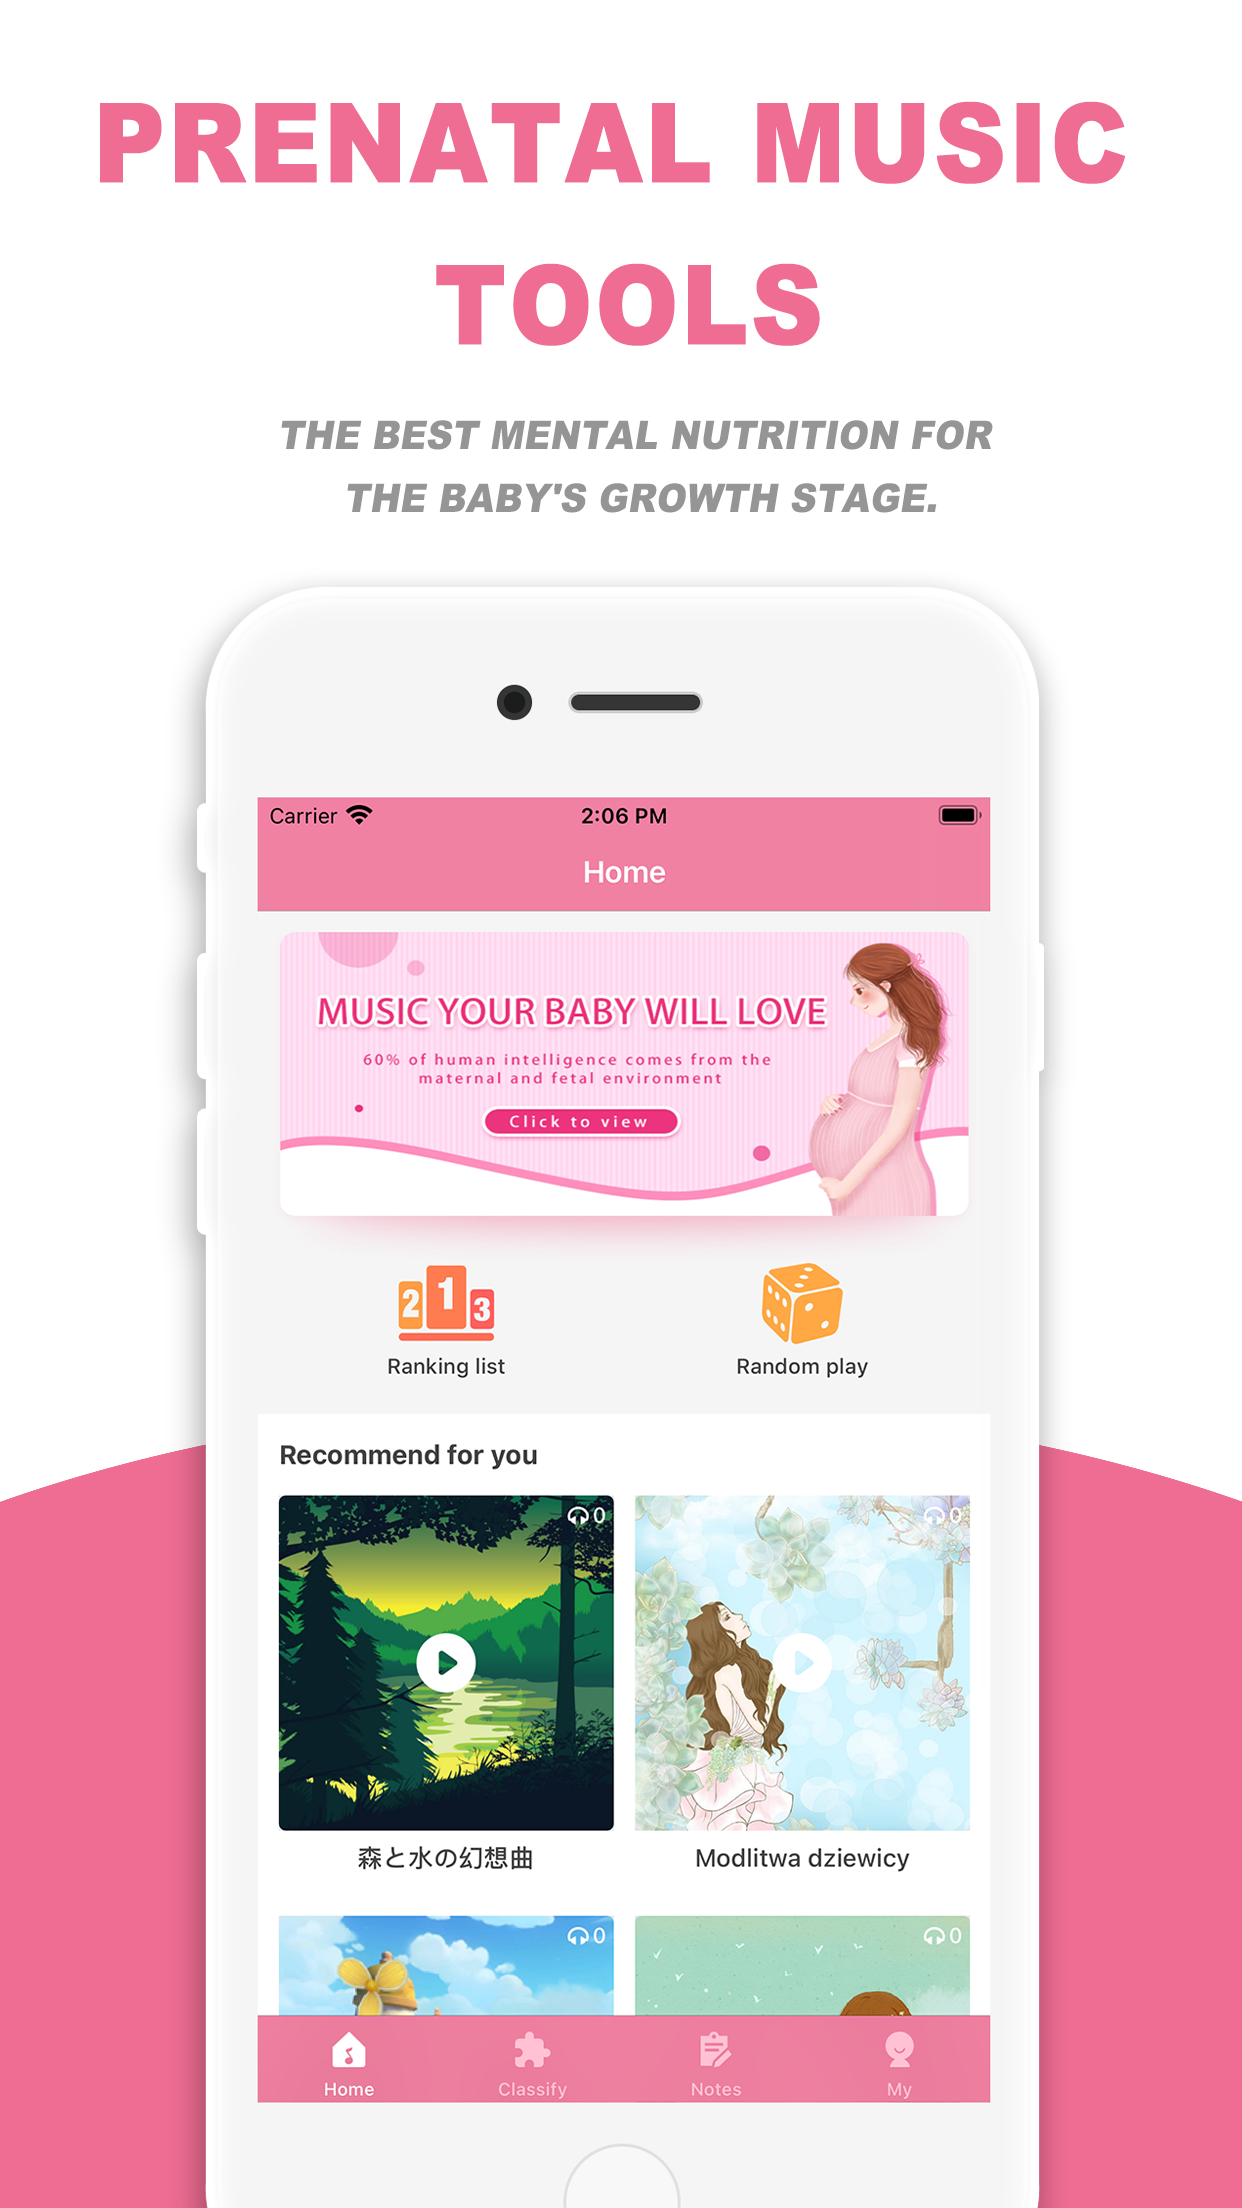 PRENATAL MUSIC
TOOLS
THE BEST MENTAL NUTRITION FOR
THE BABY'S GROWTH STAGE.
Carrier 2:06 PM
Home
MUSIC YOUR BABY WILL LOVE
60% of human intelligence comes from the
maternal and fetal environment
Click to view
2 1 3
Ranking list Random play
Recommend for you
0 0
森と水の幻想曲 Modlitwa dziewicy
0 0
Home Classify Notes My